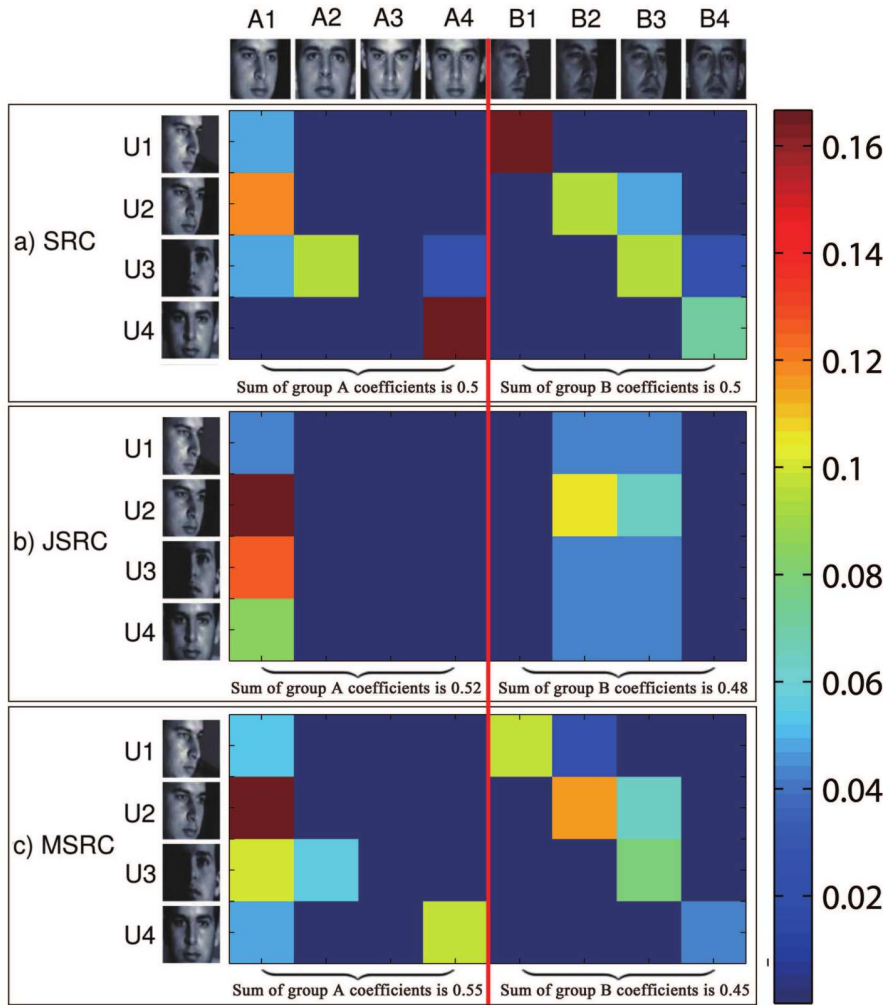 A1 A2 A3 A4 B1 B2 B3 B4
a) SRC
U1
U2
U3
U4
Sum of group A coefficients is 0.5
Sum of group B coefficients is 0.5
b) JSRC
U1
U2
U3
U4
Sum of group A coefficients is 0.52
Sum of group B coefficients is 0.48
c) MSRC
U1
U2
U3
U4
Sum of group A coefficients is 0.55
Sum of group B coefficients is 0.45
0.16
0.14
0.12
0.1
0.08
0.06
0.04
0.02